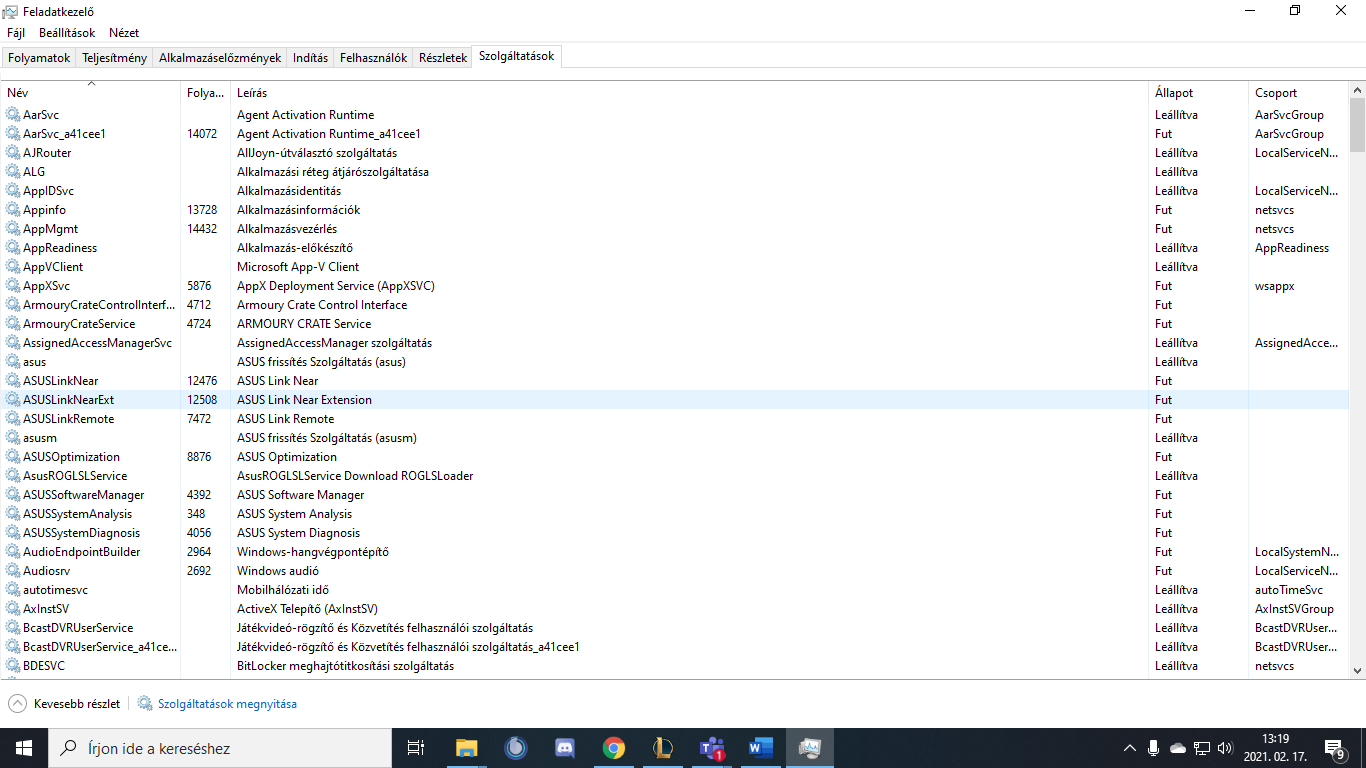 Feladatkezelő
Fájl Beállítások Nézet
Folyamatok Teljesítmény Alkalmazáselőzmények Indítás Felhasználók Részletek Szolgáltatások
Név Folya... Leírás Állapot Csoport
AarSvc Agent Activation Runtime Leállítva AarSvcGroup
AarSvc_a41cee1 14072 Agent Activation Runtime_a41cee1 Fut AarSvcGroup
AJRouter AllJoyn-útválasztó szolgáltatás Leállítva LocalServiceN...
ALG Alkalmazási réteg átjárószolgáltatása Leállítva
AppIDSvc Alkalmazásidentitás Leállítva LocalServiceN...
Appinfo 13728 Alkalmazásinformációk Fut netsvcs
AppMgmt 14432 Alkalmazásvezérlés Fut netsvcs
AppReadiness Alkalmazás-előkészítő Leállítva AppReadiness
AppVClient Microsoft App-V Client Leállítva
AppXSvc 5876 AppX Deployment Service (AppXSVC) Fut wsappx
ArmouryCrateControlInterf... 4712 Armoury Crate Control Interface Fut
ArmouryCrateService 4724 ARMOURY CRATE Service Fut
AssignedAccessManagerSvc AssignedAccessManager szolgáltatás Leállítva AssignedAcce...
asus ASUS frissítés Szolgáltatás (asus) Leállítva
ASUSLinkNear 12476 ASUS Link Near Fut
ASUSLinkNearExt 12508 ASUS Link Near Extension Fut
ASUSLinkRemote 7472 ASUS Link Remote Fut
asusm ASUS frissítés Szolgáltatás (asusm) Leállítva
ASUSOptimization 8876 ASUS Optimization Fut
AsusROGLSLService AsusROGLSLService Download ROGLSLoader Leállítva
ASUSSoftwareManager 4392 ASUS Software Manager Fut
ASUSSystemAnalysis 348 ASUS System Analysis Fut
ASUSSystemDiagnosis 4056 ASUS System Diagnosis Fut
AudioEndpointBuilder 2964 Windows-hangvégpontépítő Fut LocalSystemN...
Audiosrv 2692 Windows audió Fut LocalServiceN...
autotimesvc Mobilhálózati idő Leállítva autoTimeSvc
AxInstSV ActiveX Telepítő (AxInstSV) Leállítva AxInstSVGroup
BcastDVRUserService Játékvideó-rögzítő és Közvetítés felhasználói szolgáltatás Leállítva BcastDVRUser...
BcastDVRUserService_a41ce... Játékvideó-rögzítő és Közvetítés felhasználói szolgáltatás_a41cee1 Leállítva BcastDVRUser...
BDESVC BitLocker meghajtótitkosítási szolgáltatás Leállítva netsvcs
Kevesebb részlet Szolgáltatások megnyitása
Írjon ide a kereséshez
1
13:19
2021. 02. 17.
9